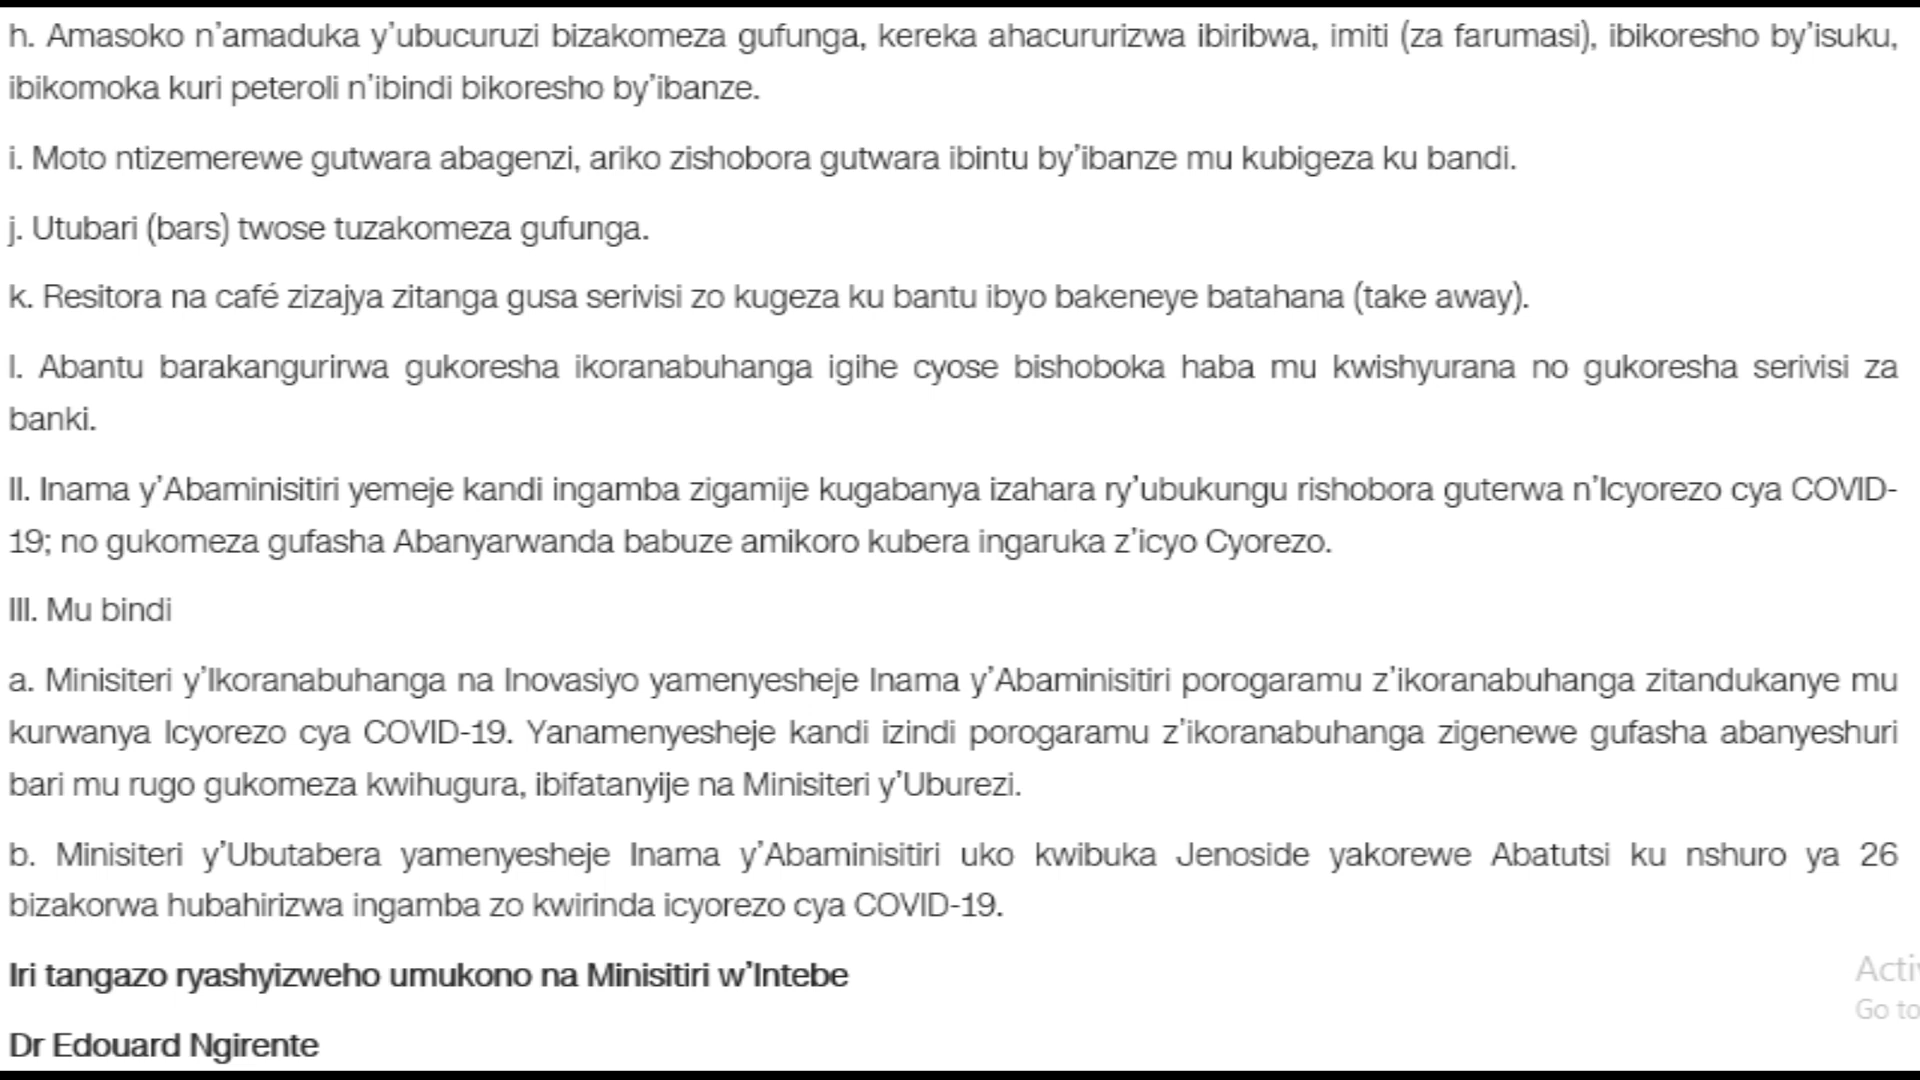 h. Amasoko n’amaduka y’ubucuruzi bizakomeza gufunga, kereka ahacururizwa ibiribwa, imiti (za farumasi), ibikoresho by’isuku,
ibikomoka kuri peteroli n’ibindi bikoresho by’ibanze.
i. Moto ntizemerewe gutwara abagenzi, ariko zishobora gutwara ibintu by’ibanze mu kubigeza ku bandi.
j. Utubari (bars) twose tuzakomeza gufunga.
k. Resitora na café zizajya zitanga gusa serivisi zo kugeza ku bantu ibyo bakeneye batahana (take away).
l. Abantu barakangurirwa gukoresha ikoranabuhanga igihe cyose bishoboka haba mu kwishyurana no gukoresha serivisi za
banki.
II. Inama y’Abaminisitiri yemeje kandi ingamba zigamije kugabanya izahara ry’ubukungu rishobora guterwa n’Icyorezo cya COVID-
19; no gukomeza gufasha Abanyarwanda babuze amikoro kubera ingaruka z’icyo Cyorezo.
III. Mu bindi
a. Minisiteri y’Ikoranabuhanga na Inovasiyo yamenyesheje Inama y’Abaminisitiri porogaramu z’ikoranabuhanga zitandukanye mu
kurwanya Icyorezo cya COVID-19. Yanamenyesheje kandi izindi porogaramu z’ikoranabuhanga zigenewe gufasha abanyeshuri
bari mu rugo gukomeza kwihugura, ibifatanyije na Minisiteri y’Uburezi.
b. Minisiteri y’Ubutabera yamenyesheje Inama y’Abaminisitiri uko kwibuka Jenoside yakorewe Abatutsi ku nshuro ya 26
bizakorwa hubahirizwa ingamba zo kwirinda icyorezo cya COVID-19.
Iri tangazo ryashyizweho umukono na Minisitiri w’Intebe
Dr Edouard Ngirente
Go to